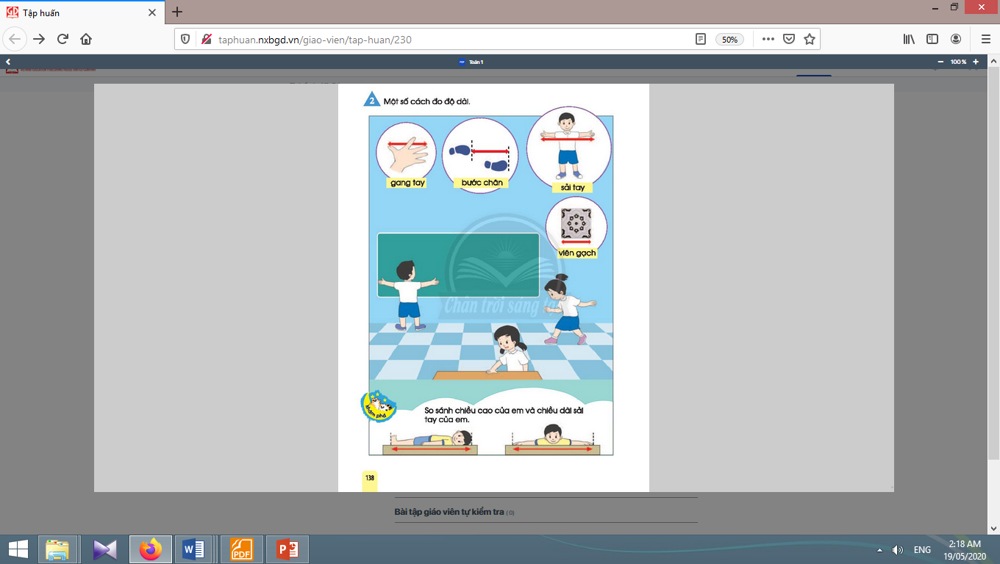 Tập huấn
taphuan.nxbgd.vn/giao-vien/tap-huan/230
50%
Toán 1
100 %
2 Một số cách đo độ dài.
gang tay
bước chân
sải tay
viên gạch
Chân trời sáng tạ
khám phá
So sánh chiều cao của em và chiều dài sải
tay của em.
138
Bài tập giáo viên tự kiểm tra (0)
PDF
ENG
2:18 AM
19/05/2020